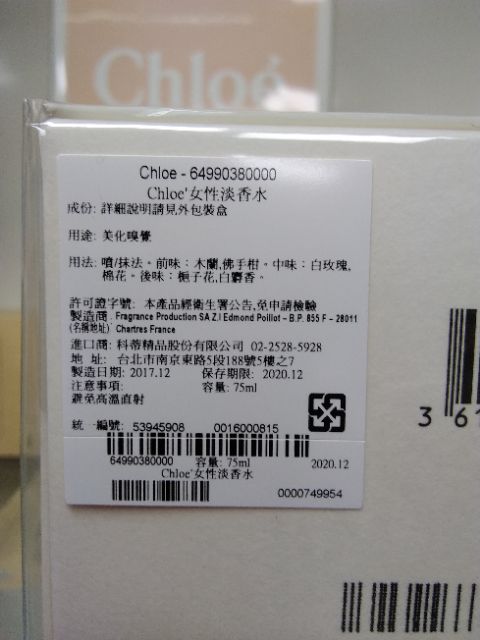 Chloé
Chloe - 64990380000
Chloe'女性淡香水
成份: 詳細說明請見外包裝盒
用途: 美化嗅覺
用法: 噴/抹法。前味：木蘭,佛手柑。中味：白玫瑰,
棉花。後味：梔子花,白麝香。
許可證字號: 本產品經衛生署公告,免申請檢驗
製造商: Fragrance Production SA Z.I Edmond Poillot – B.P. 855 F – 28011
(名稱地址) Chartres France
進口商: 科蒂精品股份有限公司 02-2528-5928
地 址: 台北市南京東路5段188號5樓之7
製造日期: 2017.12 保存期限: 2020.12
注意事項: 容量: 75ml
避免高溫直射
統一編號: 53945908 0016000815
64990380000 容量: 75ml 2020.12
Chloe'女性淡香水
0000749954
3 61